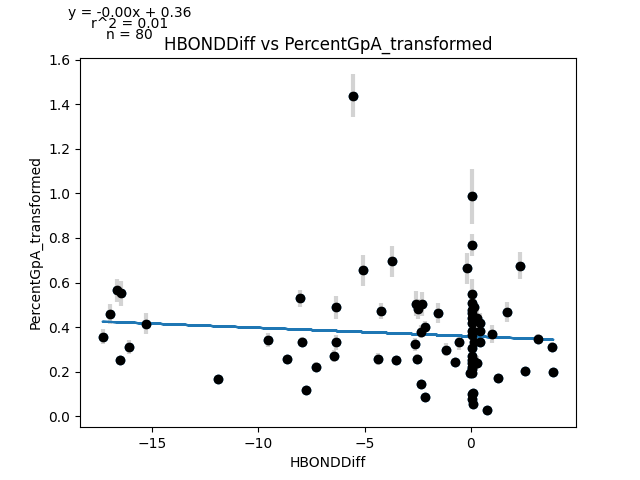 y = -0.00x + 0.36
r^2 = 0.01
n = 80
HBONDDiff vs PercentGpA_transformed
1.6
1.4
1.2
1.0
0.8
0.6
0.4
0.2
0.0
PercentGpA_transformed
−15
−10
−5
0
HBONDDiff